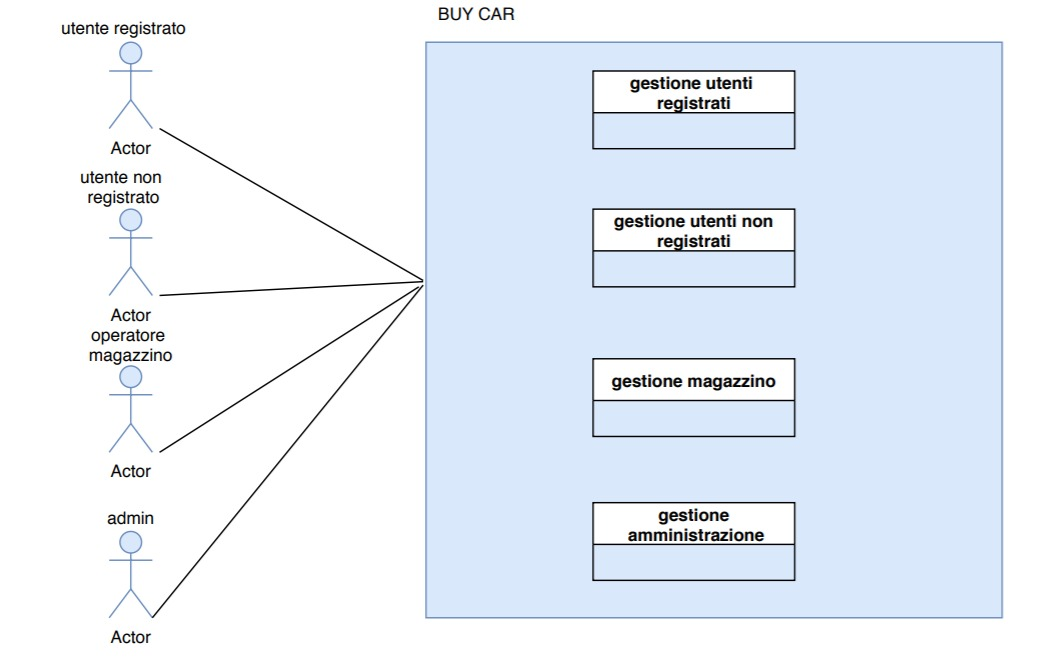 BUY CAR
utente registrato
Actor
utente non
registrato
Actor
operatore
magazzino
Actor
admin
Actor
gestione utenti
registrati
gestione utenti non
registrati
gestione magazzino
gestione
amministrazione